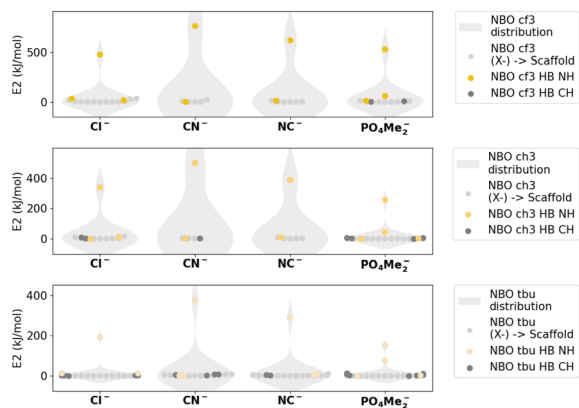 E2 (kJ/mol)
500
0
Cl⁻
CN⁻
NC⁻
PO₄Me₂⁻
NBO cf3
distribution
NBO cf3
(X-) -> Scaffold
NBO cf3 HB NH
NBO cf3 HB CH
E2 (kJ/mol)
400
200
0
Cl⁻
CN⁻
NC⁻
PO₄Me₂⁻
NBO ch3
distribution
NBO ch3
(X-) -> Scaffold
NBO ch3 HB NH
NBO ch3 HB CH
E2 (kJ/mol)
400
200
0
Cl⁻
CN⁻
NC⁻
PO₄Me₂⁻
NBO tbu
distribution
NBO tbu
(X-) -> Scaffold
NBO tbu HB NH
NBO tbu HB CH